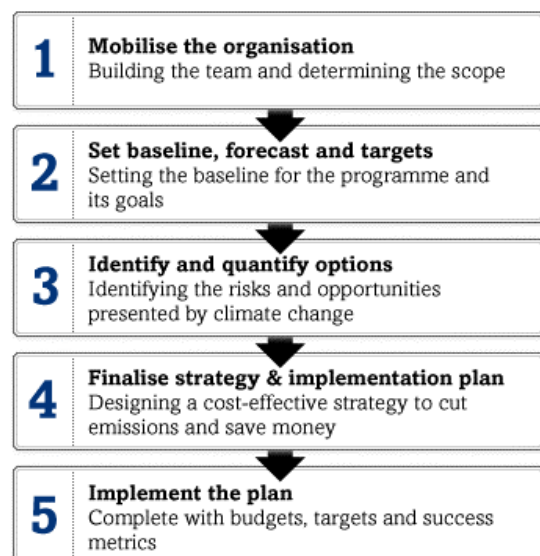 1
Mobilise the organisation
Building the team and determining the scope
2
Set baseline, forecast and targets
Setting the baseline for the programme and
its goals
3
Identify and quantify options
Identifying the risks and opportunities
presented by climate change
4
Finalise strategy & implementation plan
Designing a cost-effective strategy to cut
emissions and save money
5
Implement the plan
Complete with budgets, targets and success
metrics